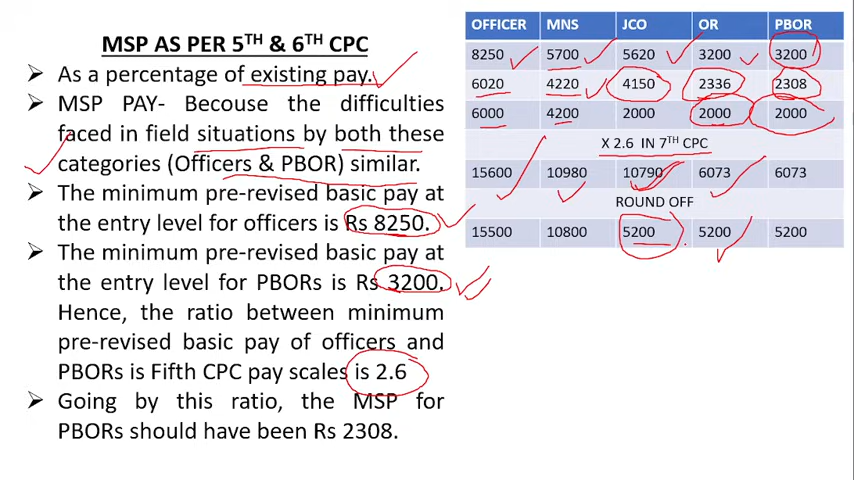 MSP AS PER 5TH & 6TH CPC
➢ As a percentage of existing pay.
➢ MSP PAY- Becouse the difficulties
faced in field situations by both these
categories (Officers & PBOR) similar.
➢ The minimum pre-revised basic pay at
the entry level for officers is Rs 8250.
➢ The minimum pre-revised basic pay at
the entry level for PBORs is Rs 3200.
Hence, the ratio between minimum
pre-revised basic pay of officers and
PBORs is Fifth CPC pay scales is 2.6
➢ Going by this ratio, the MSP for
PBORs should have been Rs 2308.
OFFICER MNS JCO OR PBOR
8250 5700 5620 3200 3200
6020 4220 4150 2336 2308
6000 4200 2000 2000 2000
X 2.6 IN 7TH CPC
15600 10980 10790 6073 6073
ROUND OFF
15500 10800 5200 5200 5200